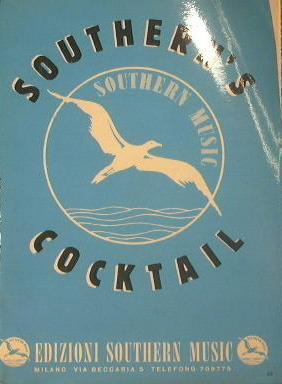 SOUTHERN'S
SOUTHERN MUSIC
COCKTAIL
EDIZIONI SOUTHERN MUSIC
MILANO VIA BECCARIA 5 TELEFONO 709775